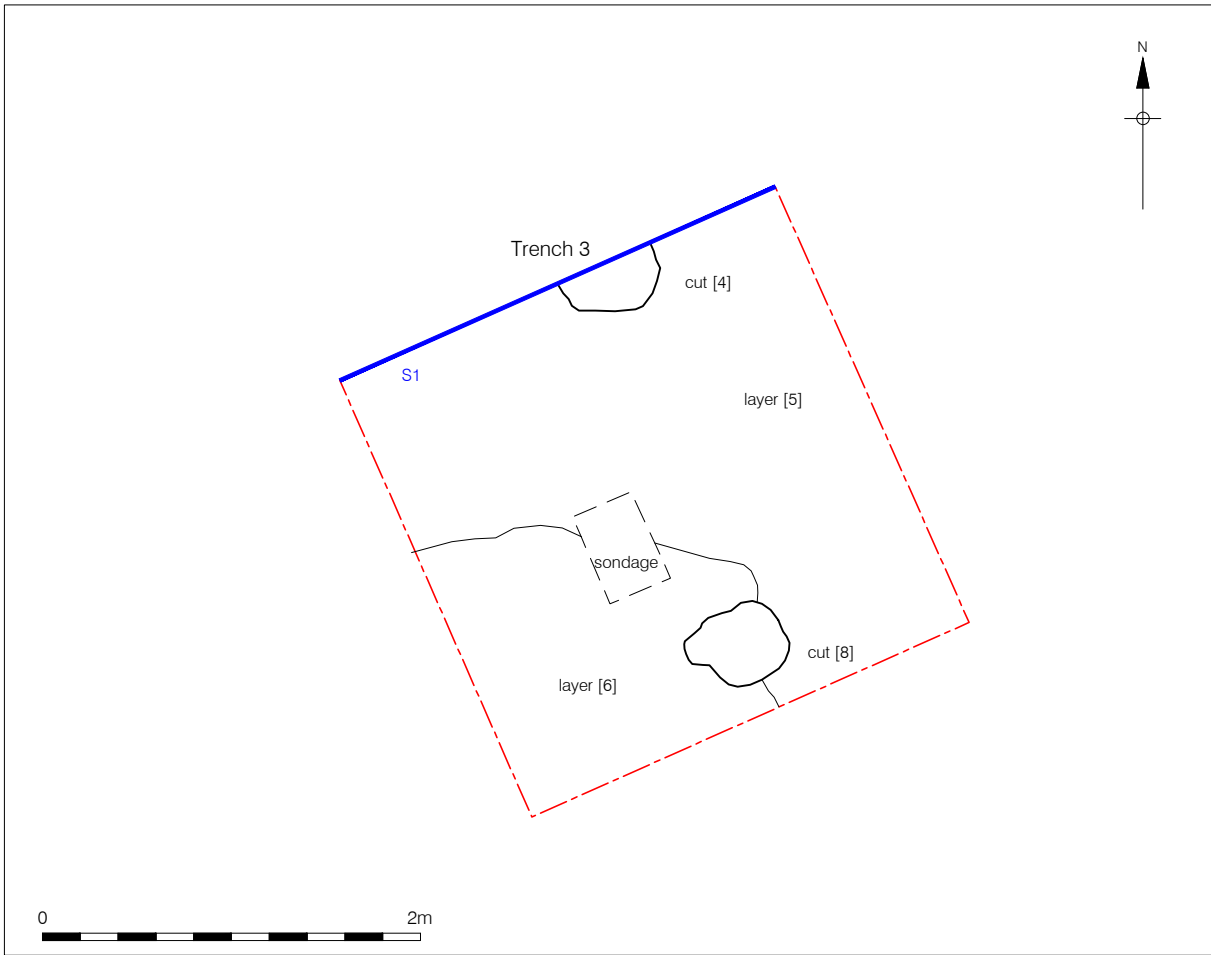 N
Trench 3
cut [4]
S1
layer [5]
sondage
cut [8]
layer [6]
0 2m